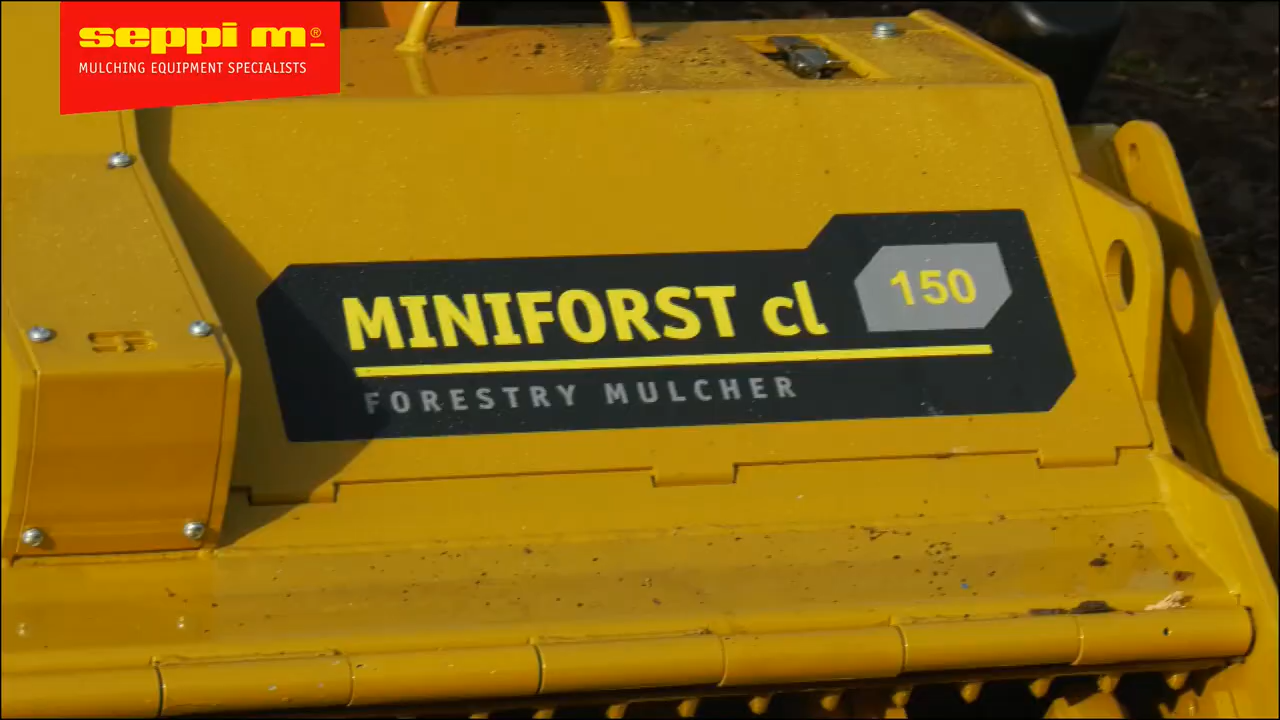 seppi m.®
MULCHING EQUIPMENT SPECIALISTS
MINIFORST cl 150
FORESTRY MULCHER